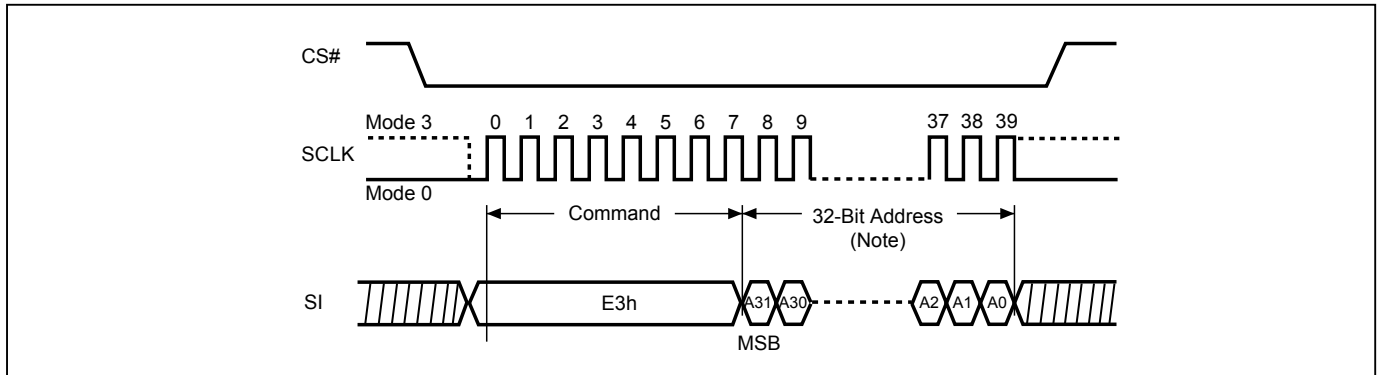 CS#
Mode 3 0 1 2 3 4 5 6 7 8 9 37 38 39
SCLK
Mode 0
Command 32-Bit Address
(Note)
SI E3h A31 A30 A2 A1 A0
MSB